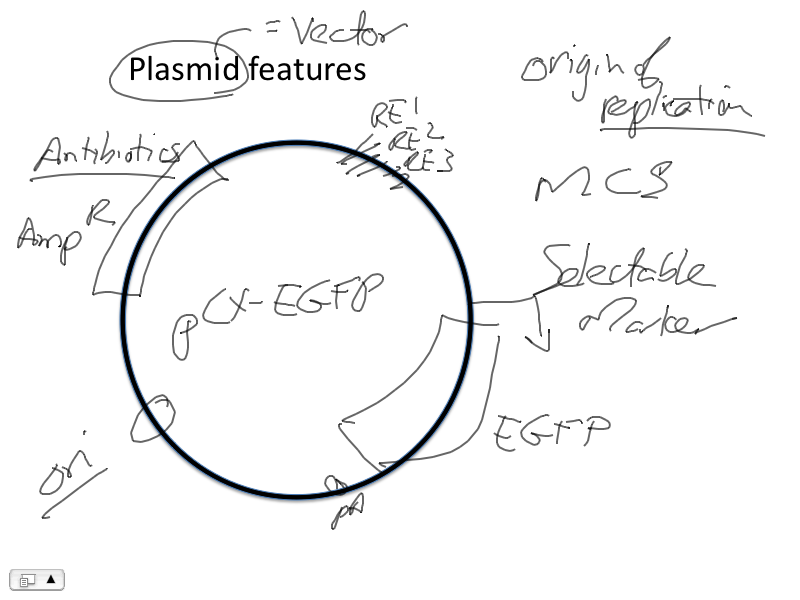 = Vector
Plasmid features
origin of
replication
RE1
RE2
RE3
Antibiotics
MCS
Amp R
Selectable
Marker
pCX-EGFP
EGFP
ori
pA